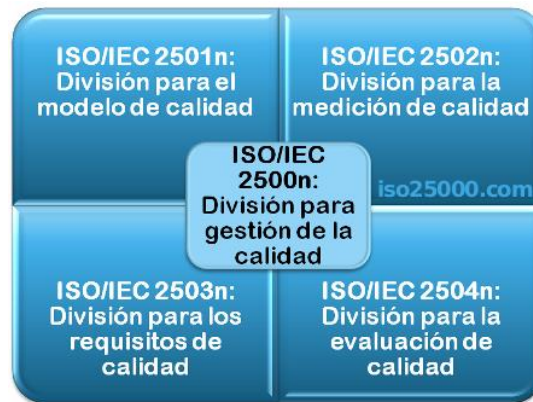 ISO/IEC 2501n:
División para el
modelo de calidad
ISO/IEC 2502n:
División para la
medición de calidad
ISO/IEC
2500n:
División para
gestión de la
calidad
iso25000.com
ISO/IEC 2503n:
División para los
requisitos de
calidad
ISO/IEC 2504n:
División para la
evaluación de
calidad